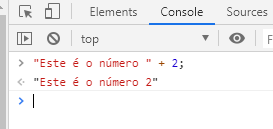 Elements Console Sources
top F
> "Este é o número " + 2;
<· "Este é o número 2"
>